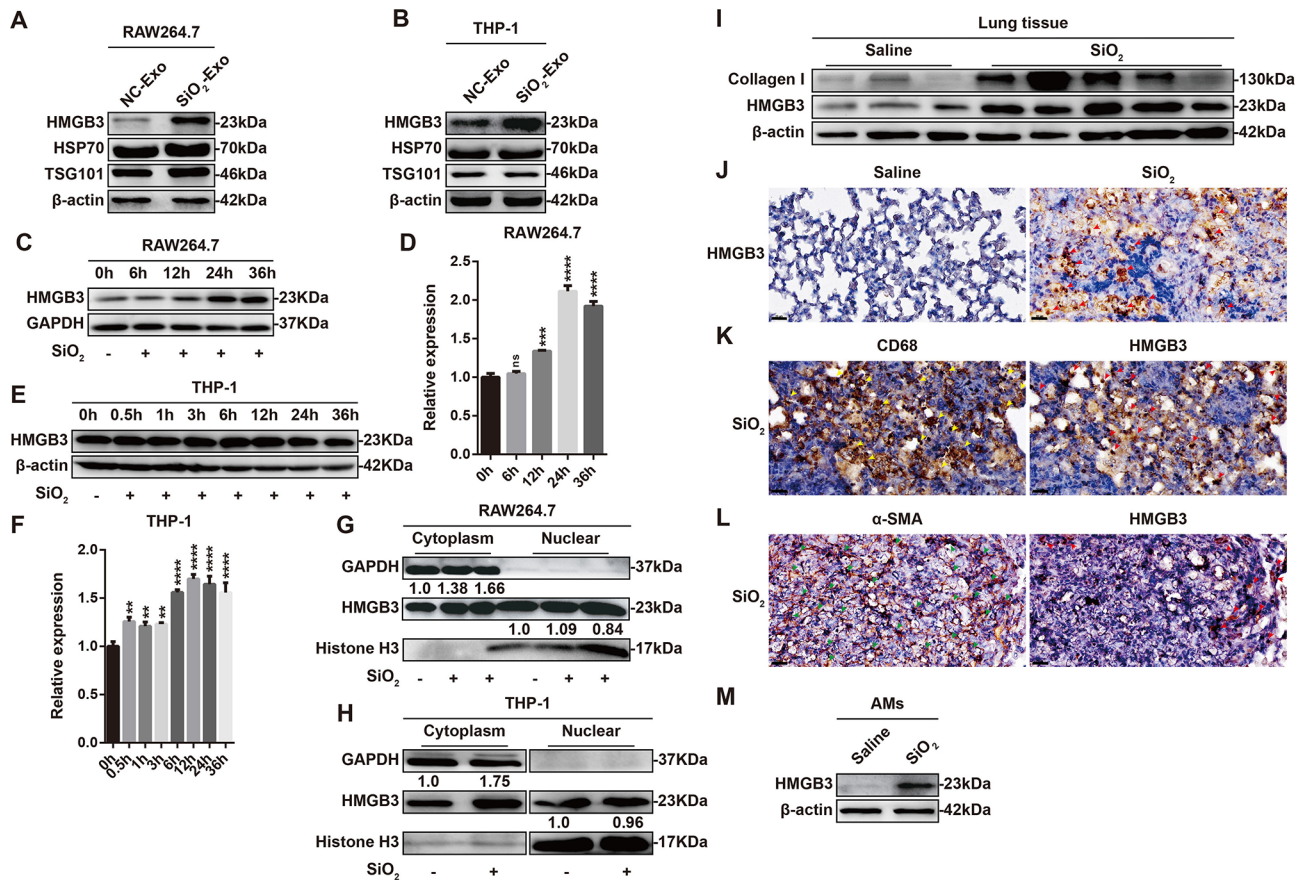 A
RAW264.7
NC-Exo SiO2-Exo
HMGB3 -23kDa
HSP70 -70kDa
TSG101 -46kDa
β-actin -42kDa
B
THP-1
NC-Exo SiO2-Exo
HMGB3 -23kDa
HSP70 -70kDa
TSG101 -46kDa
β-actin -42kDa
C
RAW264.7
0h 6h 12h 24h 36h
HMGB3 -23KDa
GAPDH -37KDa
SiO2 - + + + +
D
RAW264.7
Relative expression
2.5
2.0
1.5
1.0
0.5
0.0
ns *** **** ****
0h 6h 12h 24h 36h
E
THP-1
0h 0.5h 1h 3h 6h 12h 24h 36h
HMGB3 -23KDa
β-actin -42KDa
SiO2 - + + + + + + +
F
THP-1
Relative expression
2.0
1.5
1.0
0.5
0.0
** ** ** **** **** **** ****
0h 0.5h 1h 3h 6h 12h 24h 36h
G
RAW264.7
Cytoplasm Nuclear
GAPDH -37kDa
1.0 1.38 1.66
HMGB3 -23kDa
1.0 1.09 0.84
Histone H3 -17kDa
SiO2 - + + - + +
H
THP-1
Cytoplasm Nuclear
GAPDH -37KDa
1.0 1.75
HMGB3 -23KDa
1.0 0.96
Histone H3 -17KDa
SiO2 - + - +
I
Lung tissue
Saline SiO2
Collagen I -130kDa
HMGB3 -23kDa
β-actin -42kDa
J
Saline SiO2
HMGB3
K
CD68 HMGB3
SiO2
L
α-SMA HMGB3
SiO2
M
AMs
Saline SiO2
HMGB3 -23kDa
β-actin -42kDa